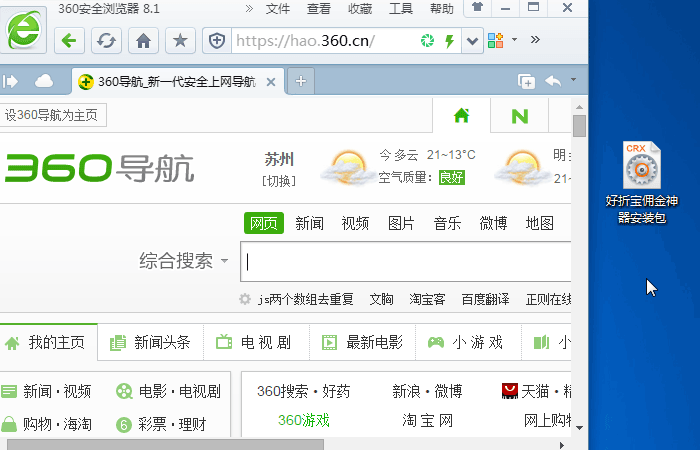 360安全浏览器 8.1
» 文件 查看 收藏 工具 帮助
https://hao.360.cn/
»
360导航_新一代安全上网导航
设360导航为主页
N
360导航
苏州
[切换]
今 多云 21~13°C
空气质量: 良好
明
21~
网页 新闻 视频 图片 音乐 微博 地图
综合搜索
js两个数组去重复 文胸 淘宝客 百度翻译 正则在线
我的主页 新闻头条 电视剧 最新电影 小游戏 小
新闻·视频 电影·电视剧
购物·海淘 6 彩票·理财
360搜索·好药 新浪·微博 天猫·精
360游戏 淘宝网 网上购物
CRX
好折宝佣金神
器安装包